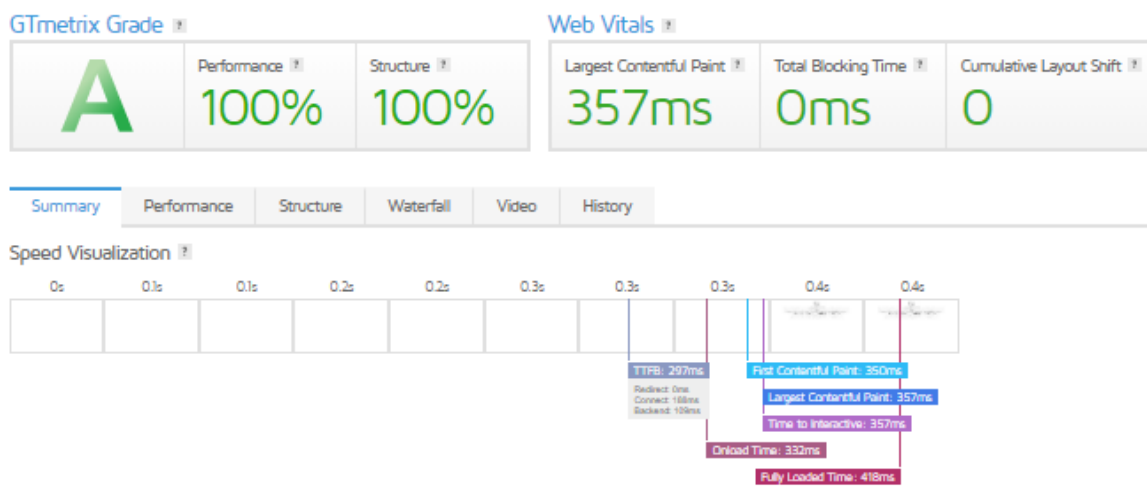 GTmetrix Grade ?
Web Vitals ?
A
Performance ?
100%
Structure ?
100%
Largest Contentful Paint ?
357ms
Total Blocking Time ?
0ms
Cumulative Layout Shift ?
0
Summary
Performance
Structure
Waterfall
Video
History
Speed Visualization ?
0s 0.1s 0.1s 0.2s 0.2s 0.3s 0.3s 0.3s 0.4s 0.4s
TTFB: 297ms
Redirect: 0ms
Connect: 188ms
Backend: 109ms
First Contentful Paint: 350ms
Largest Contentful Paint: 357ms
Time to Interactive: 357ms
Onload Time: 332ms
Fully Loaded Time: 418ms